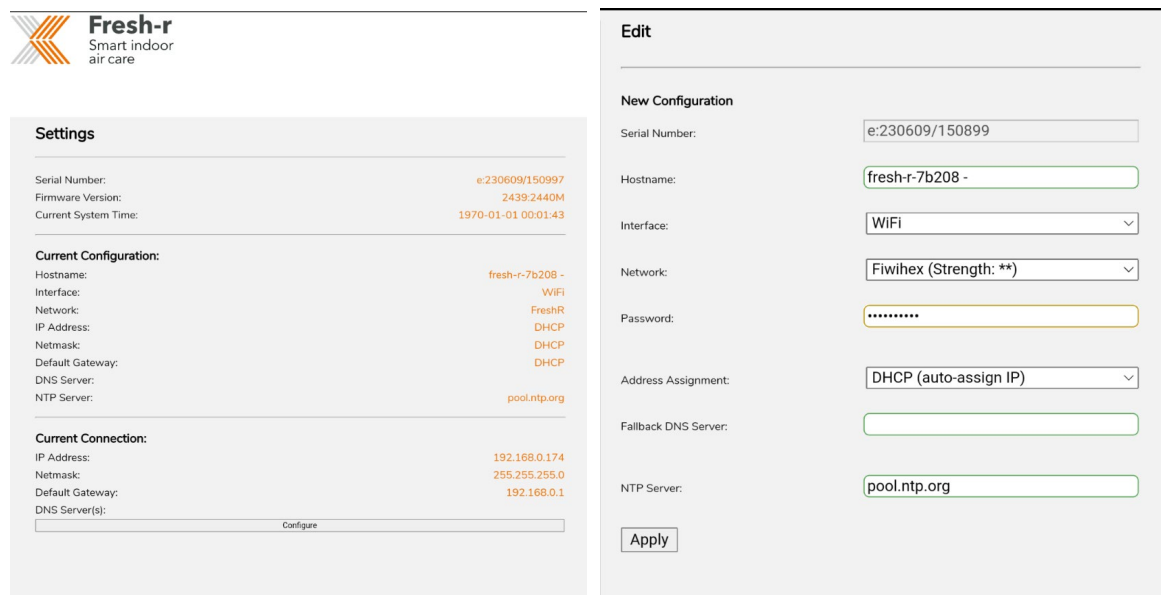 Fresh-r
Smart indoor
air care
Settings
Serial Number: e:230609/150997
Firmware Version: 2439:2440M
Current System Time: 1970-01-01 00:01:43
Current Configuration:
Hostname: fresh-r-7b208 -
Interface: WiFi
Network: FreshR
IP Address: DHCP
Netmask: DHCP
Default Gateway: DHCP
DNS Server:
NTP Server: pool.ntp.org
Current Connection:
IP Address: 192.168.0.174
Netmask: 255.255.255.0
Default Gateway: 192.168.0.1
DNS Server(s):
Configure
Edit
New Configuration
Serial Number: e:230609/150899
Hostname: fresh-r-7b208 -
Interface: WiFi
Network: Fiwihex (Strength: **)
Password: ••••••••••
Address Assignment: DHCP (auto-assign IP)
Fallback DNS Server:
NTP Server: pool.ntp.org
Apply